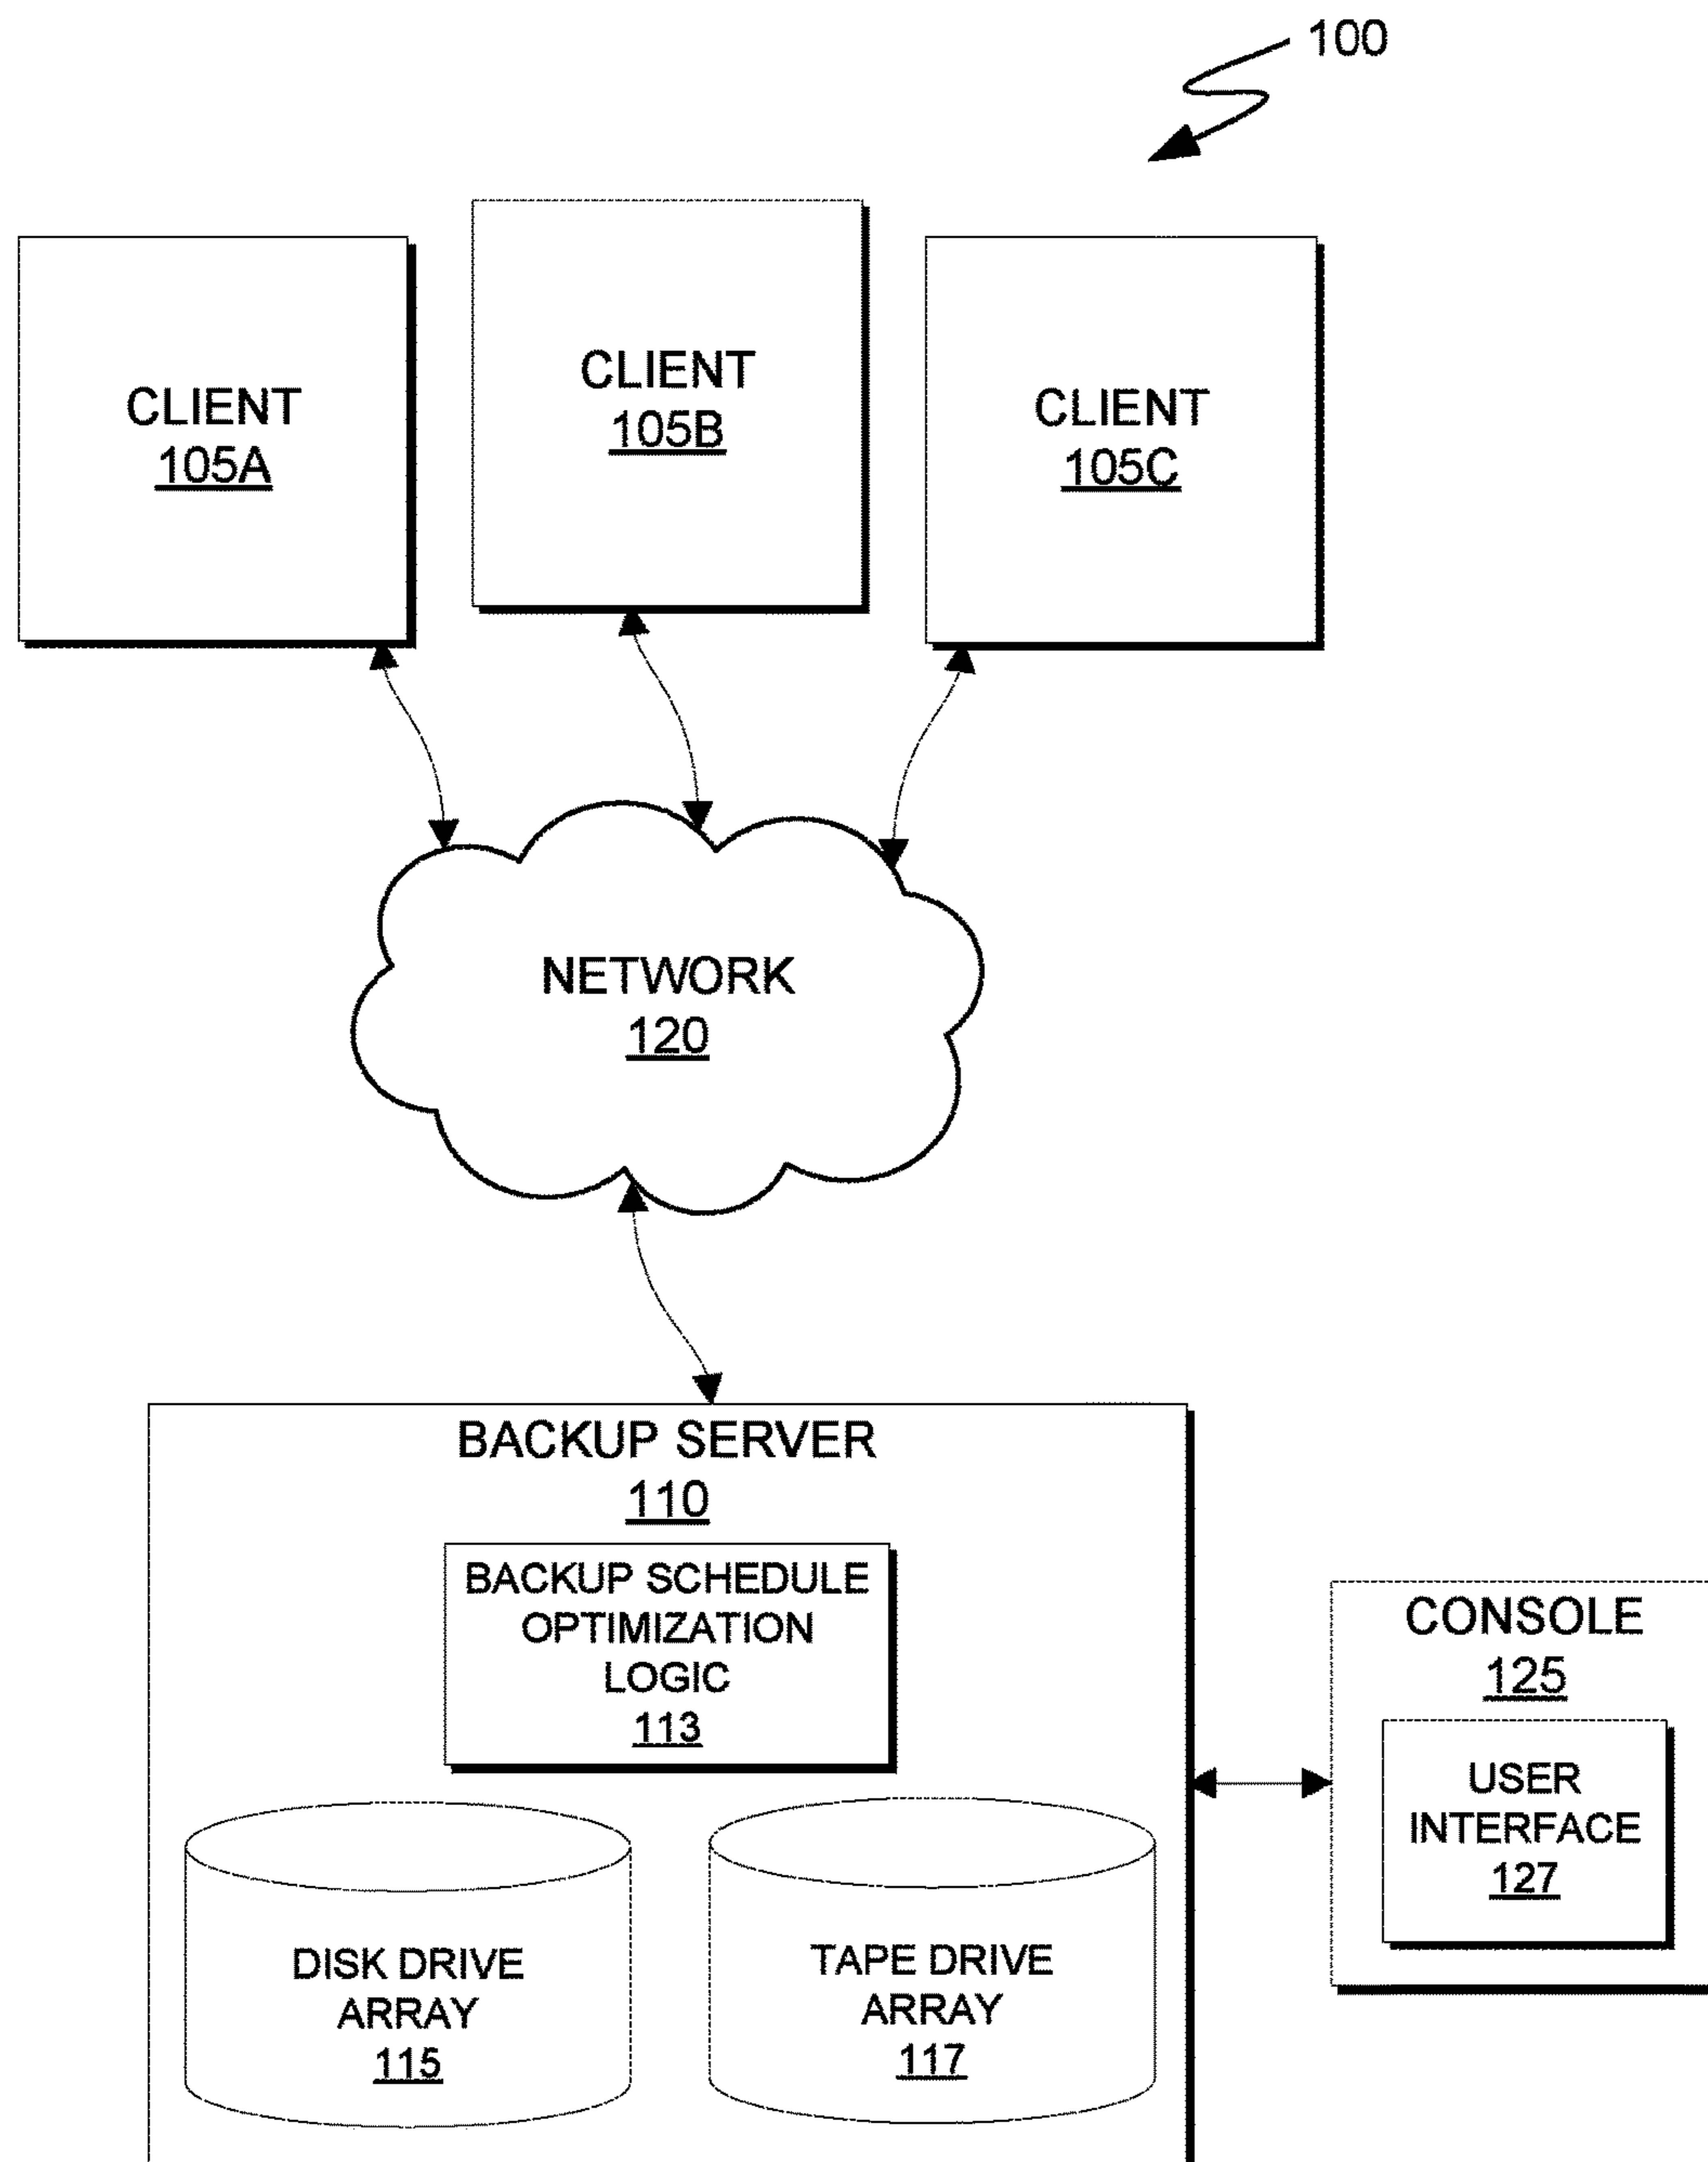 100
CLIENT
105A
CLIENT
105B
CLIENT
105C
NETWORK
120
BACKUP SERVER
110
BACKUP SCHEDULE
OPTIMIZATION
LOGIC
113
DISK DRIVE
ARRAY
115
TAPE DRIVE
ARRAY
117
CONSOLE
125
USER
INTERFACE
127